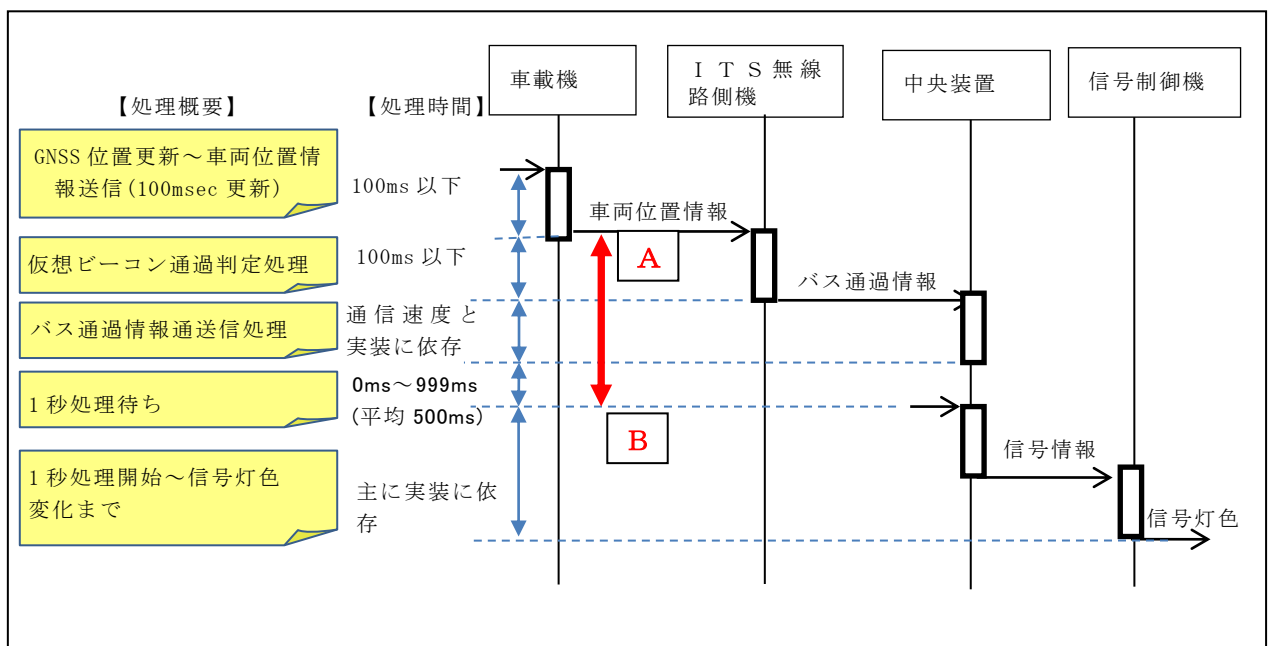 車載機
ＩＴＳ無線
路側機
中央装置
信号制御機
【処理概要】
【処理時間】
GNSS 位置更新～車両位置情
報送信(100msec 更新)
100ms 以下
車両位置情報
A
仮想ビーコン通過判定処理
100ms 以下
バス通過情報
バス通過情報通送信処理
通信速度と
実装に依存
1 秒処理待ち
0ms～999ms
(平均 500ms)
B
信号情報
1 秒処理開始～信号灯色
変化まで
主に実装に依
存
信号灯色